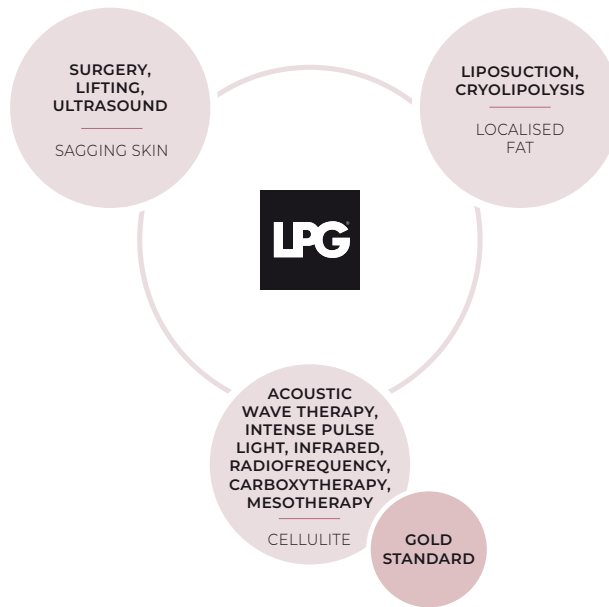 SURGERY,
LIFTING,
ULTRASOUND
SAGGING SKIN
LIPOSUCTION,
CRYOLIPOLYSIS
LOCALISED
FAT
LPG
ACOUSTIC
WAVE THERAPY,
INTENSE PULSE
LIGHT, INFRARED,
RADIOFREQUENCY,
CARBOXYTHERAPY,
MESOTHERAPY
CELLULITE
GOLD
STANDARD